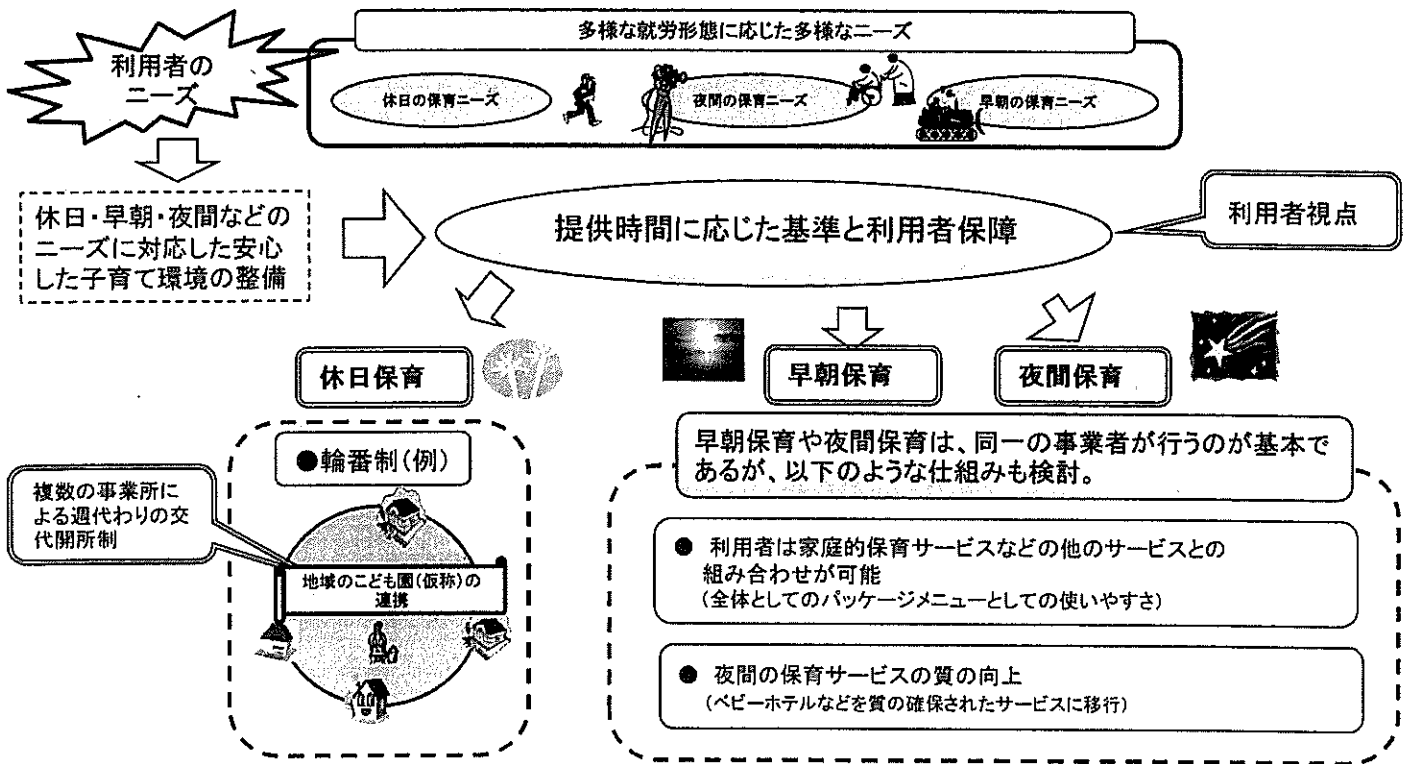 利用者の
ニーズ
多様な就労形態に応じた多様なニーズ
休日の保育ニーズ
夜間の保育ニーズ
早朝の保育ニーズ
休日・早朝・夜間などの
ニーズに対応した安心
した子育て環境の整備
提供時間に応じた基準と利用者保障
利用者視点
休日保育
早朝保育
夜間保育
●輪番制(例)
複数の事業所に
よる週代わりの交
代開所制
地域のこども園(仮称)の
連携
早朝保育や夜間保育は、同一の事業者が行うのが基本で
あるが、以下のような仕組みも検討。
● 利用者は家庭的保育サービスなどの他のサービスとの
組み合わせが可能
(全体としてのパッケージメニューとしての使いやすさ)
● 夜間の保育サービスの質の向上
(ベビーホテルなどを質の確保されたサービスに移行)